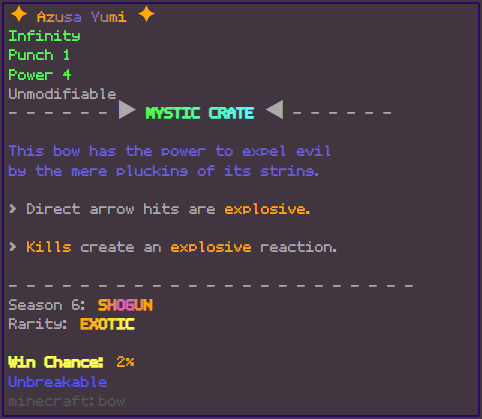 ✦ Azusa Yumi ✦
Infinity
Punch 1
Power 4
Unmodifiable
- - - - - - ▶ MYSTIC CRATE ◀ - - - - - -
This bow has the power to expel evil
by the mere plucking of its string.
> Direct arrow hits are explosive.
> Kills create an explosive reaction.
- - - - - - - - - - - - - - - - - - - - - - -
Season 6: SHOGUN
Rarity: EXOTIC
Win Chance: 2%
Unbreakable
minecraft:bow